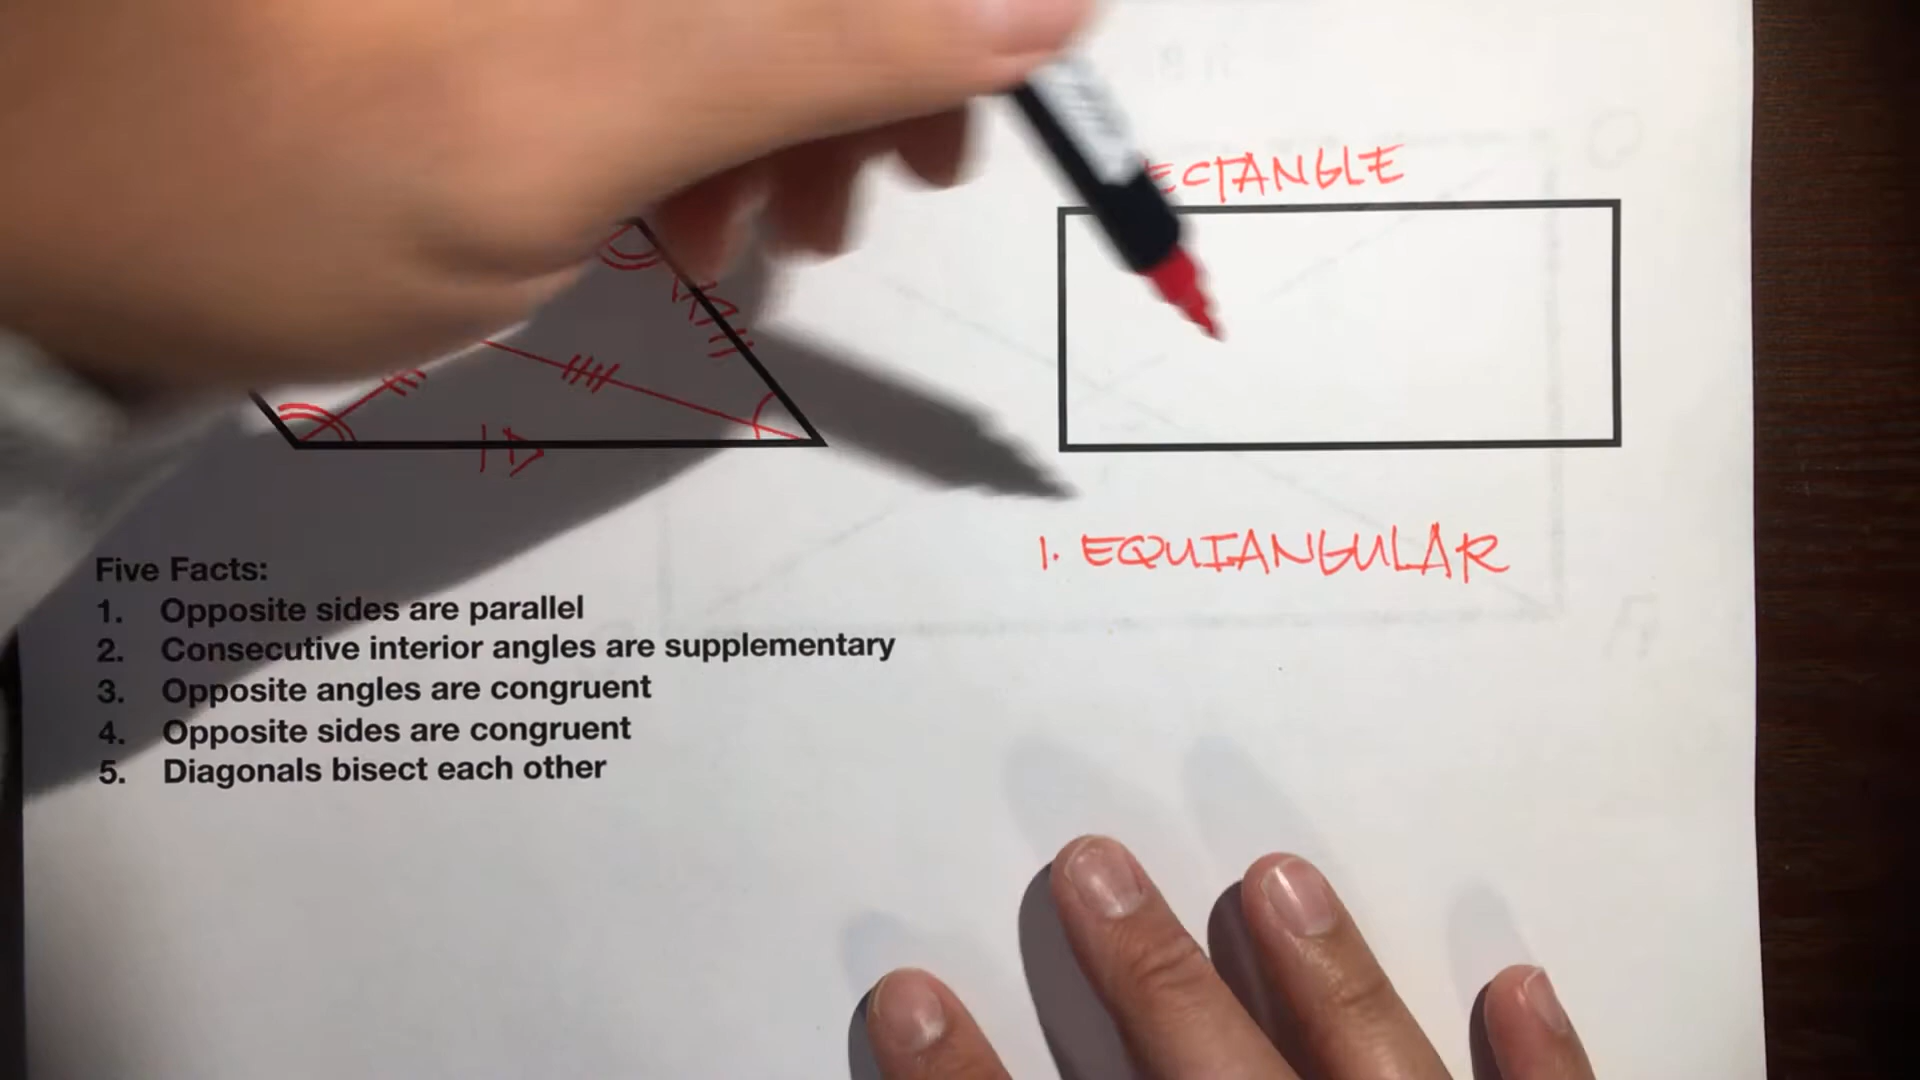 ECTANGLE
1. EQUIANGULAR
Five Facts:
1. Opposite sides are parallel
2. Consecutive interior angles are supplementary
3. Opposite angles are congruent
4. Opposite sides are congruent
5. Diagonals bisect each other